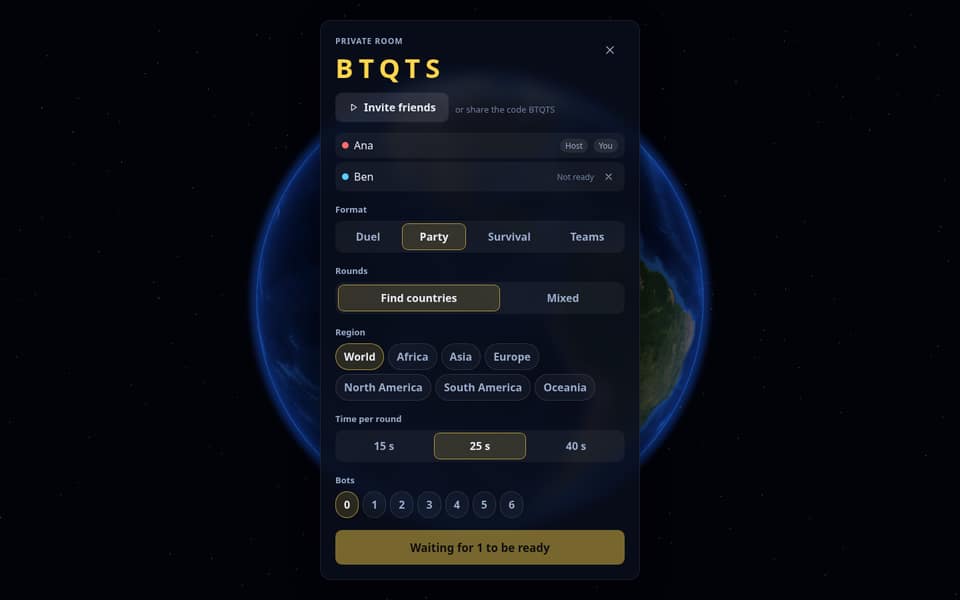 PRIVATE ROOM
BTQTS
Invite friends or share the code BTQTS
Ana Host You
Ben Not ready
Format
Duel Party Survival Teams
Rounds
Find countries Mixed
Region
World Africa Asia Europe
North America South America Oceania
Time per round
15 s 25 s 40 s
Bots
0 1 2 3 4 5 6
Waiting for 1 to be ready